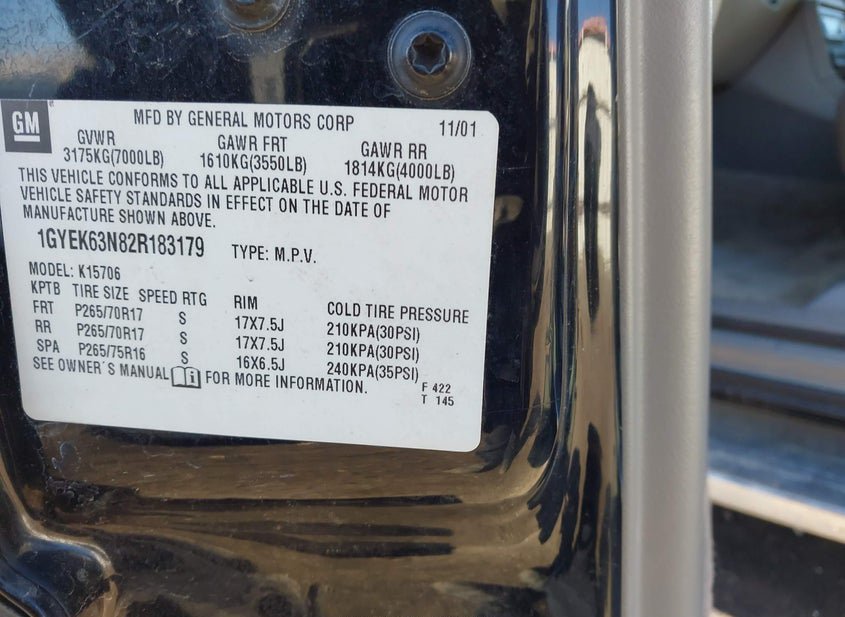 GM
MFD BY GENERAL MOTORS CORP 11/01
GVWR GAWR FRT GAWR RR
3175KG(7000LB) 1610KG(3550LB) 1814KG(4000LB)
THIS VEHICLE CONFORMS TO ALL APPLICABLE U.S. FEDERAL MOTOR
VEHICLE SAFETY STANDARDS IN EFFECT ON THE DATE OF
MANUFACTURE SHOWN ABOVE.
1GYEK63N82R183179 TYPE: M.P.V.
MODEL: K15706
KPTB TIRE SIZE SPEED RTG RIM COLD TIRE PRESSURE
FRT P265/70R17 S 17X7.5J 210KPA(30PSI)
RR P265/70R17 S 17X7.5J 210KPA(30PSI)
SPA P265/75R16 S 16X6.5J 240KPA(35PSI)
SEE OWNER´S MANUAL i FOR MORE INFORMATION.
F 422
T 145